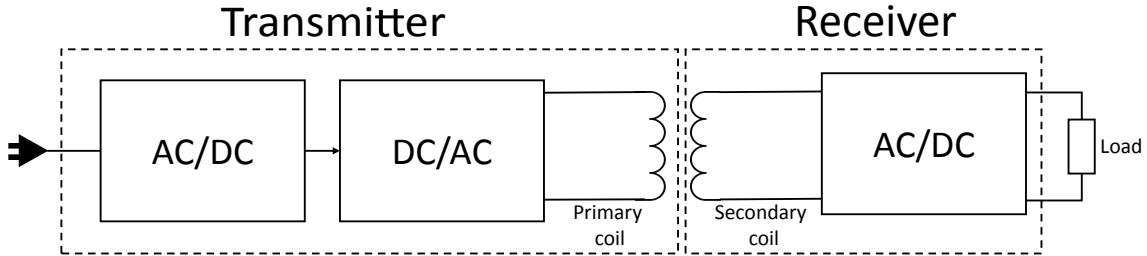 Transmitter
Receiver
AC/DC
DC/AC
AC/DC
Load
Primary
coil
Secondary
coil